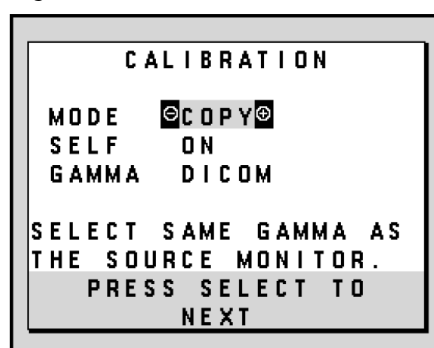 CALIBRATION
MODE ⊖COPY⊕
SELF ON
GAMMA DICOM
SELECT SAME GAMMA AS
THE SOURCE MONITOR.
PRESS SELECT TO
NEXT